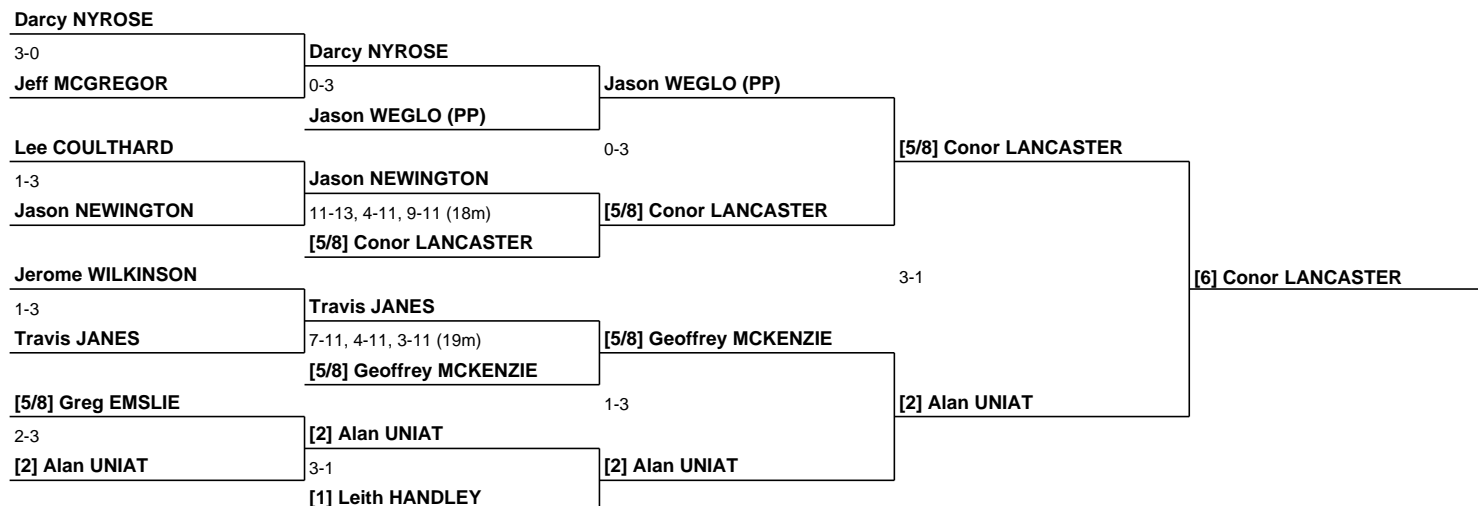 Darcy NYROSE
3-0
Jeff MCGREGOR
Darcy NYROSE
0-3
Jason WEGLO (PP)
Jason WEGLO (PP)
Lee COULTHARD
1-3
Jason NEWINGTON
Jason NEWINGTON
11-13, 4-11, 9-11 (18m)
[5/8] Conor LANCASTER
0-3
[5/8] Conor LANCASTER
[5/8] Conor LANCASTER
Jerome WILKINSON
1-3
Travis JANES
Travis JANES
7-11, 4-11, 3-11 (19m)
[5/8] Geoffrey MCKENZIE
[5/8] Geoffrey MCKENZIE
3-1
[6] Conor LANCASTER
[5/8] Greg EMSLIE
2-3
[2] Alan UNIAT
[2] Alan UNIAT
3-1
[1] Leith HANDLEY
1-3
[2] Alan UNIAT
[2] Alan UNIAT